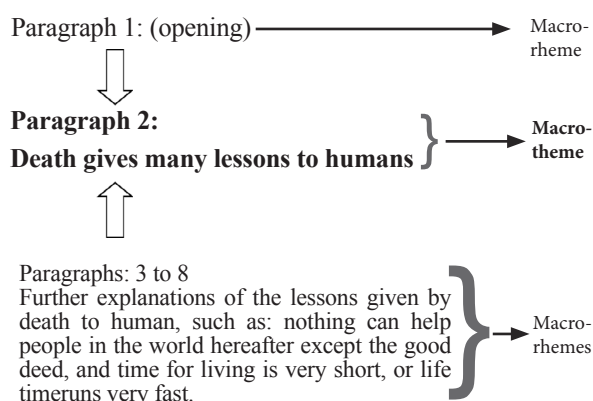 Paragraph 1: (opening)
Macro-
rheme
Paragraph 2:
Death gives many lessons to humans
Macro-
theme
Paragraphs: 3 to 8
Further explanations of the lessons given by
death to human, such as: nothing can help
people in the world hereafter except the good
deed, and time for living is very short, or life
timeruns very fast.
Macro-
rhemes